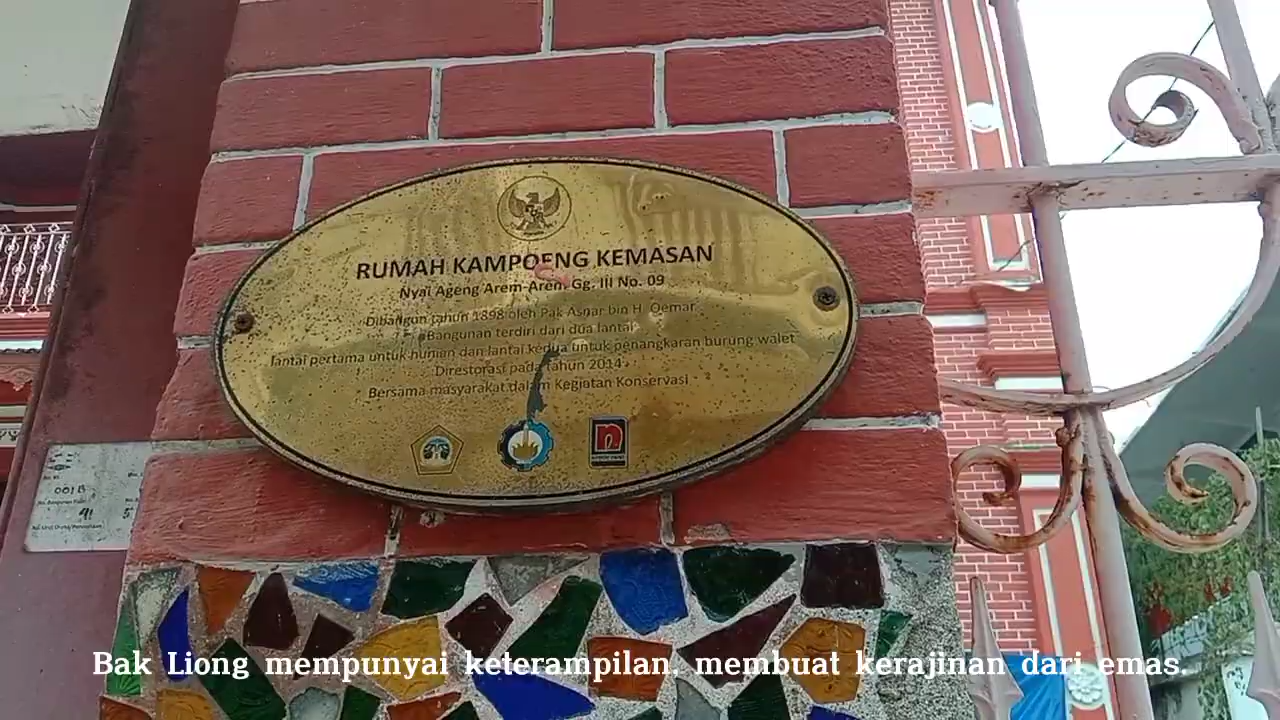 RUMAH KAMPOENG KEMASAN
Nyai Ageng Arem-Arem Gg. III No. 09
Dibangun tahun 1898 oleh Pak Asnar bin H. Oemar
Bangunan terdiri dari dua lantai
lantai pertama untuk hunian dan lantai kedua untuk penangkaran burung walet
Direstorasi pada tahun 2014
Bersama masyarakat dalam Kegiatan Konservasi
n
001 B
91
Bak Liong mempunyai keterampilan, membuat kerajinan dari emas.